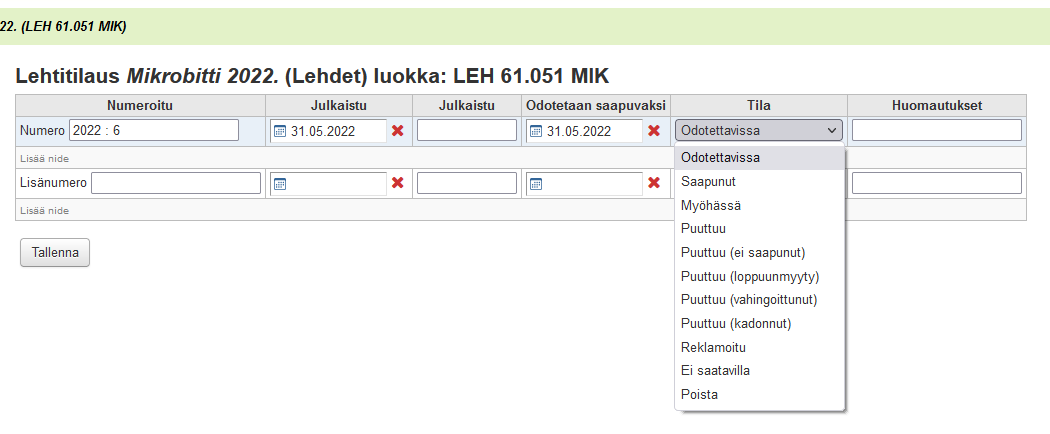 22. (LEH 61.051 MIK)
Lehtitilaus Mikrobitti 2022. (Lehdet) luokka: LEH 61.051 MIK
Numeroitu Julkaistu Julkaistu Odotetaan saapuvaksi Tila Huomautukset
Numero 2022 : 6 31.05.2022 31.05.2022 Odotettavissa
Lisää nide
Lisänumero
Lisää nide
Odotettavissa
Saapunut
Myöhässä
Puuttuu
Puuttuu (ei saapunut)
Puuttuu (loppuunmyyty)
Puuttuu (vahingoittunut)
Puuttuu (kadonnut)
Reklamoitu
Ei saatavilla
Poista
Tallenna